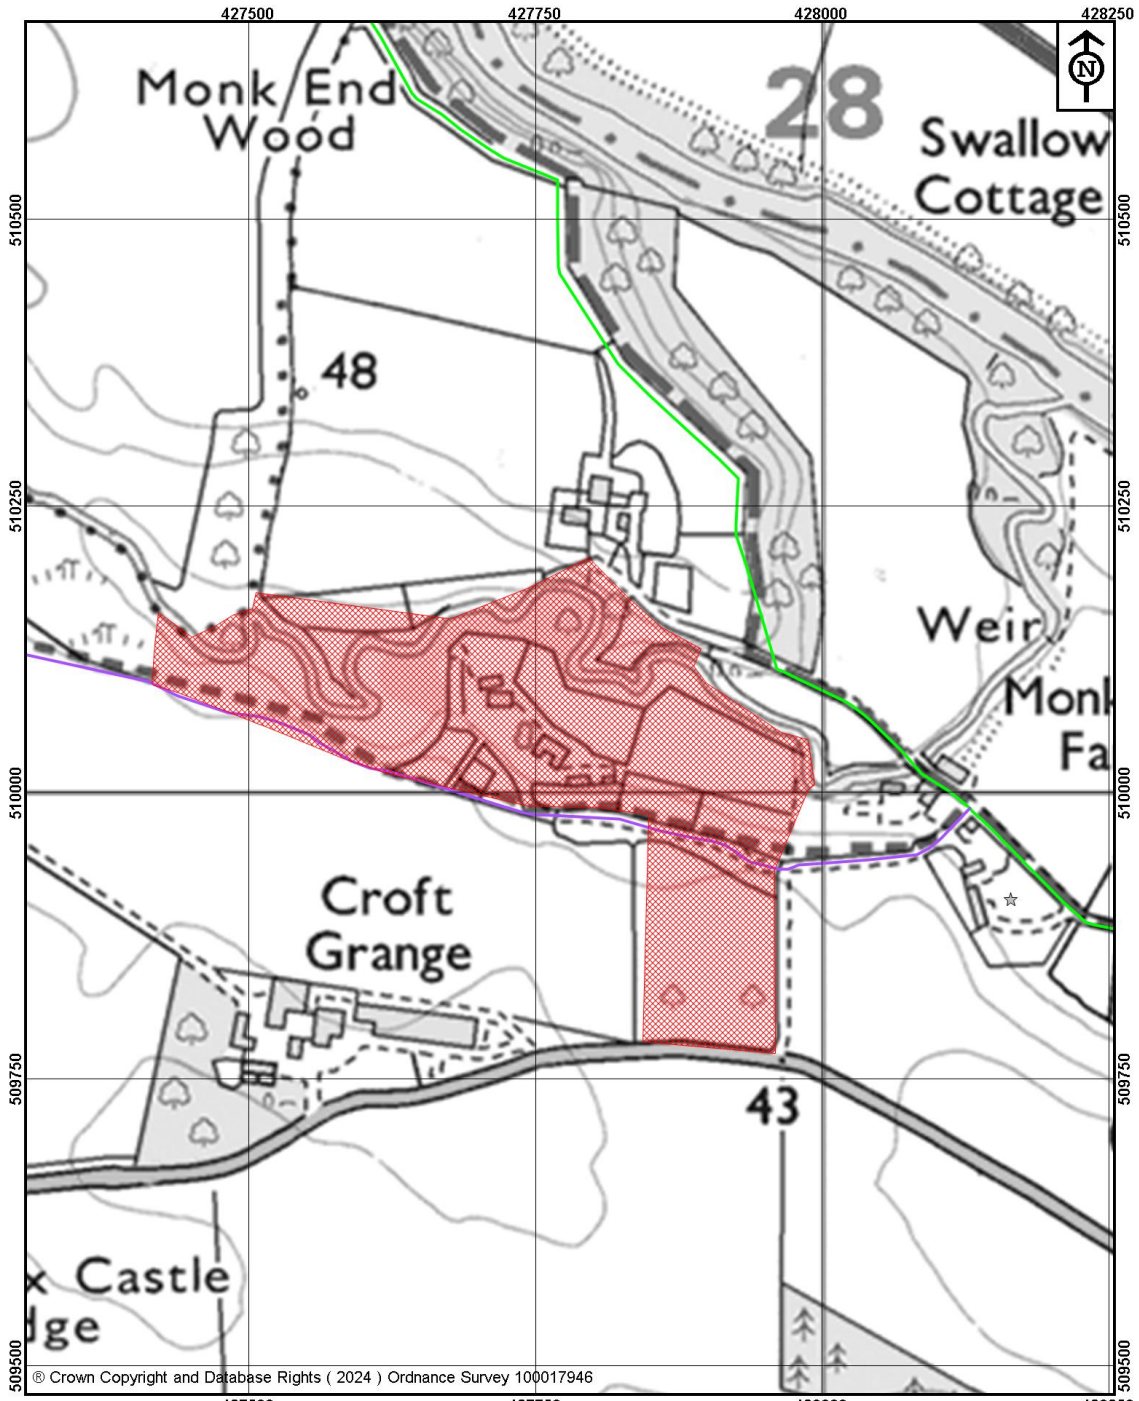 427500
427750
428000
428250
N
Monk End
Wood
28
Swallow
Cottage
510500
510500
48
510250
510250
Weir
Monk
Fa
510000
510000
Croft
Grange
509750
509750
43
x Castle
dge
509500
509500
® Crown Copyright and Database Rights ( 2024 ) Ordnance Survey 100017946